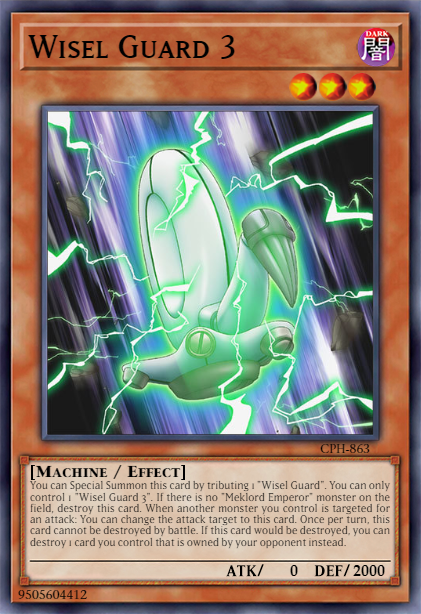 Wisel Guard 3
DARK
闇
CPH-863
[Machine / Effect]
You can Special Summon this card by tributing 1 "Wisel Guard". You can only
control 1 "Wisel Guard 3". If there is no "Meklord Emperor" monster on the
field, destroy this card. When another monster you control is targeted for
an attack: You can change the attack target to this card. Once per turn, this
card cannot be destroyed by battle. If this card would be destroyed, you can
destroy 1 card you control that is owned by your opponent instead.
ATK/ 0 DEF/2000
9505604412